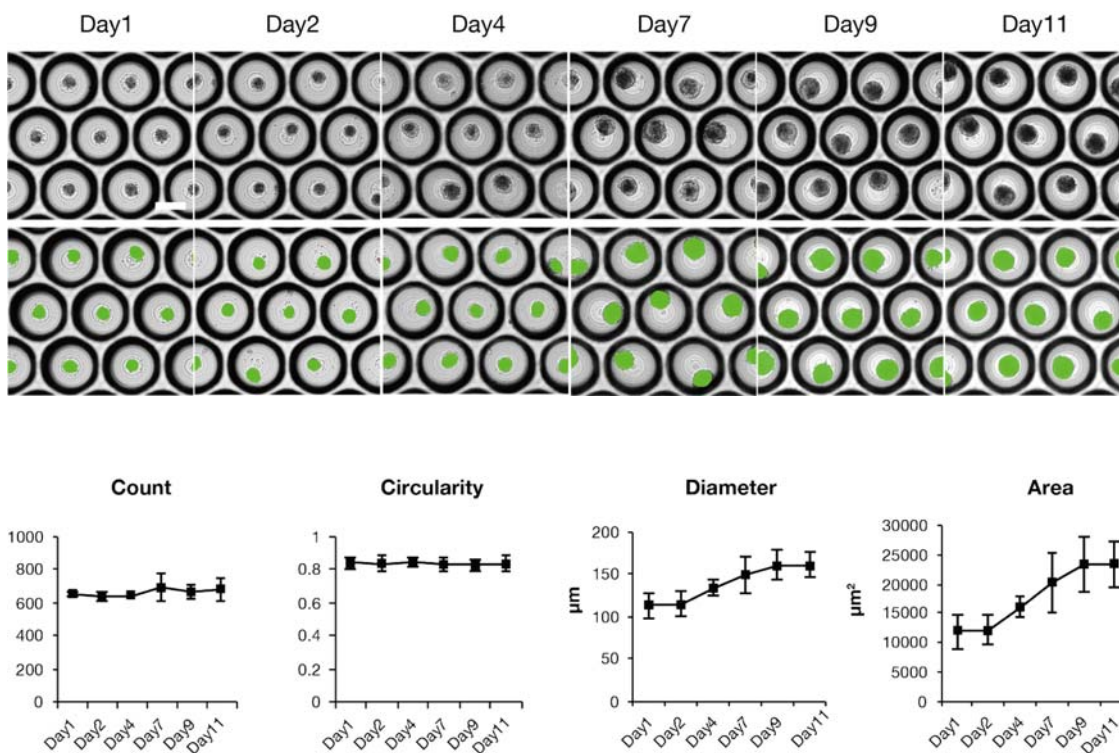 Day1 Day2 Day4 Day7 Day9 Day11
Count
1000
800
600
400
200
0
Day1 Day2 Day4 Day7 Day9 Day11
Circularity
1
0.8
0.6
0.4
0.2
0
Day1 Day2 Day4 Day7 Day9 Day11
Diameter
µm
200
150
100
50
0
Day1 Day2 Day4 Day7 Day9 Day11
Area
µm²
30000
25000
20000
15000
10000
5000
0
Day1 Day2 Day4 Day7 Day9 Day11